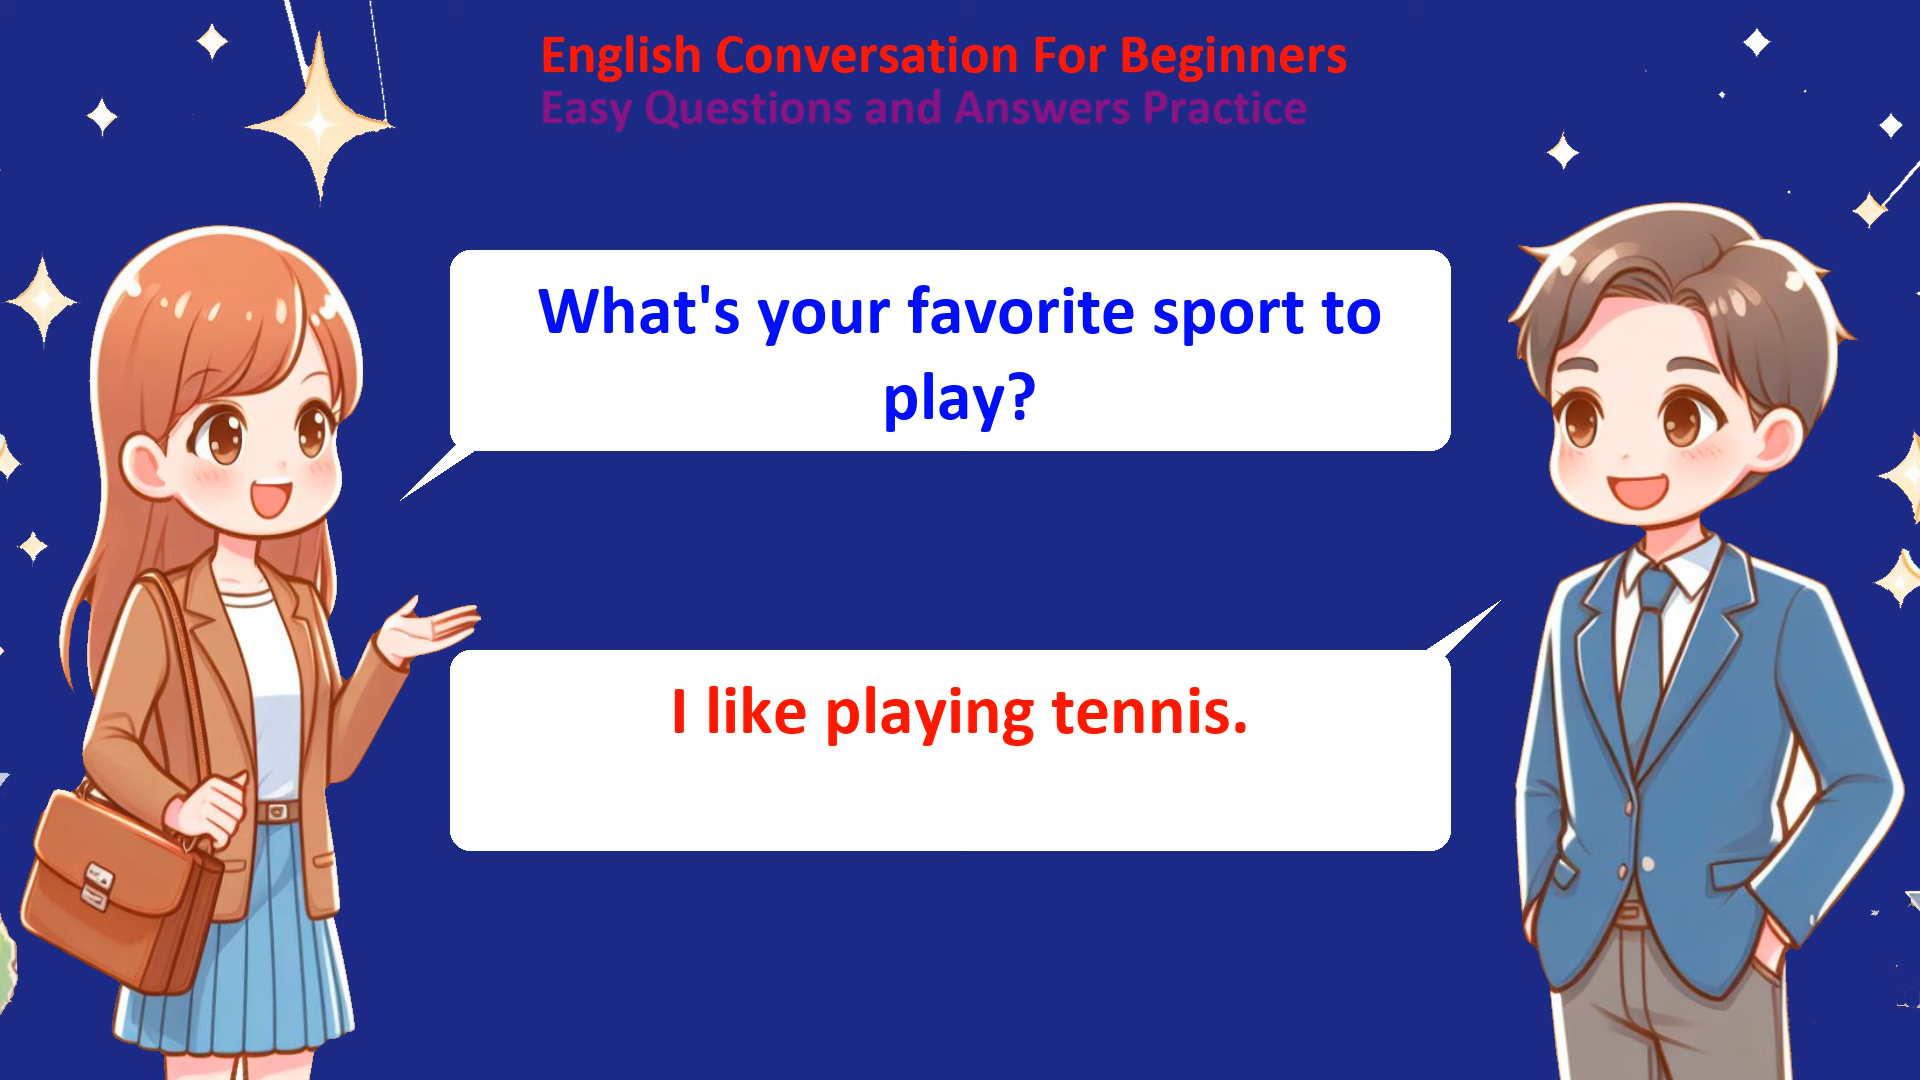 English Conversation For Beginners
Easy Questions and Answers Practice
What's your favorite sport to
play?
I like playing tennis.